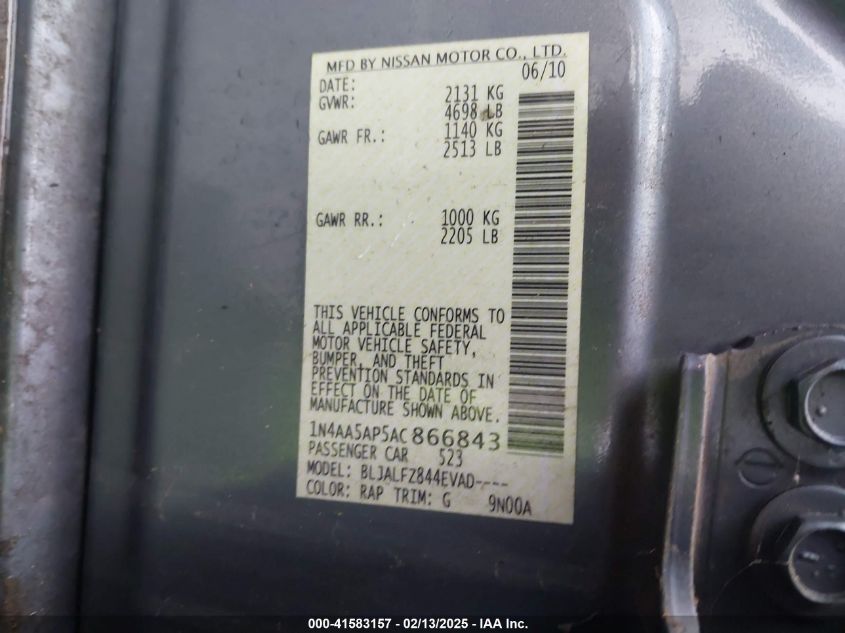 MFD BY NISSAN MOTOR CO., LTD.
DATE: 06/10
GVWR: 2131 KG
4698 LB
GAWR FR.: 1140 KG
2513 LB
GAWR RR.: 1000 KG
2205 LB
THIS VEHICLE CONFORMS TO
ALL APPLICABLE FEDERAL
MOTOR VEHICLE SAFETY,
BUMPER, AND THEFT
PREVENTION STANDARDS IN
EFFECT ON THE DATE OF
MANUFACTURE SHOWN ABOVE.
1N4AA5AP5AC866843
PASSENGER CAR 523
MODEL: BLJALFZ844EVAD----
COLOR: RAP TRIM: G 9N00A
000-41583157 - 02/13/2025 - IAA Inc.